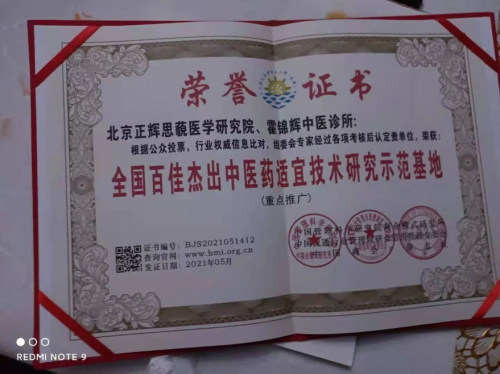 荣誉证书
北京正辉思藐医学研究院、霍锦辉中医诊所:
根据公众投票,行业权威信息比对,组委会专家经过各项考核后认定贵单位,荣获:
全国百佳杰出中医药适宜技术研究示范基地
(重点推广)
证书编号: BJS2021051412
查询官网: www.bmi.org.cn
发证日期: 2021年05月
REDMI NOTE 9